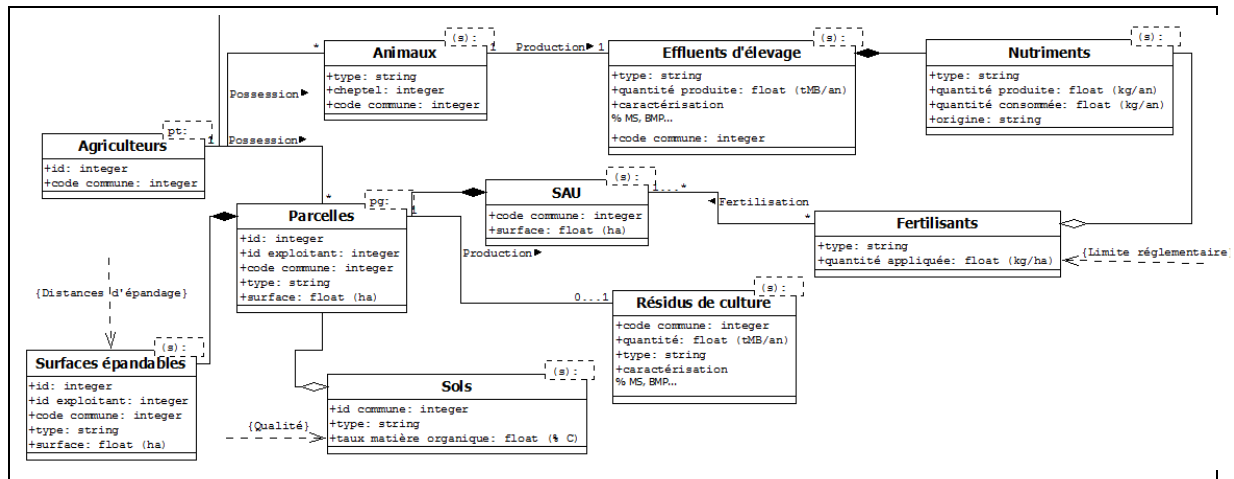 (s):
Animaux
+type: string
+cheptel: integer
+code commune: integer
*
1
Production
1
(s):
Effluents d'élevage
+type: string
+quantité produite: float (tMB/an)
+caractérisation
% MS, BMP...
+code commune: integer
(s):
Nutriments
+type: string
+quantité produite: float (kg/an)
+quantité consommée: float (kg/an)
+origine: string
Possession
Possession
pt:
Agriculteurs
+id: integer
+code commune: integer
1
*
pg:
Parcelles
+id: integer
+id exploitant: integer
+code commune: integer
+type: string
+surface: float (ha)
1
(s):
SAU
+code commune: integer
+surface: float (ha)
1...*
Fertilisation
*
Fertilisants
+type: string
+quantité appliquée: float (kg/ha)
{Limite réglementaire}
Production
0...1
(s):
Résidus de culture
+code commune: integer
+quantité: float (tMB/an)
+type: string
+caractérisation
% MS, BMP...
{Distances d'épandage}
(s):
Surfaces épandables
+id: integer
+id exploitant: integer
+code commune: integer
+type: string
+surface: float (ha)
(s):
Sols
+id commune: integer
+type: string
+taux matière organique: float (% C)
{Qualité}